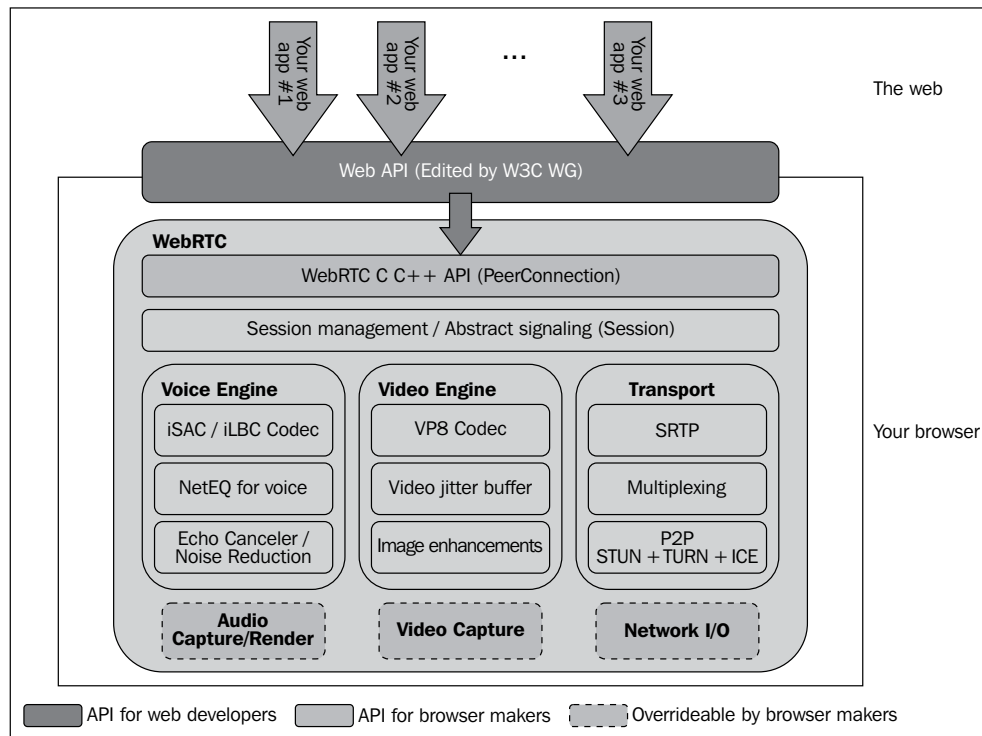 Your web
app #1
Your web
app #2
...
Your web
app #3
The web
Web API (Edited by W3C WG)
WebRTC
WebRTC C C++ API (PeerConnection)
Session management / Abstract signaling (Session)
Voice Engine
iSAC / iLBC Codec
NetEQ for voice
Echo Canceler /
Noise Reduction
Video Engine
VP8 Codec
Video jitter buffer
Image enhancements
Transport
SRTP
Multiplexing
P2P
STUN + TURN + ICE
Your browser
Audio
Capture/Render
Video Capture
Network I/O
API for web developers
API for browser makers
Overrideable by browser makers